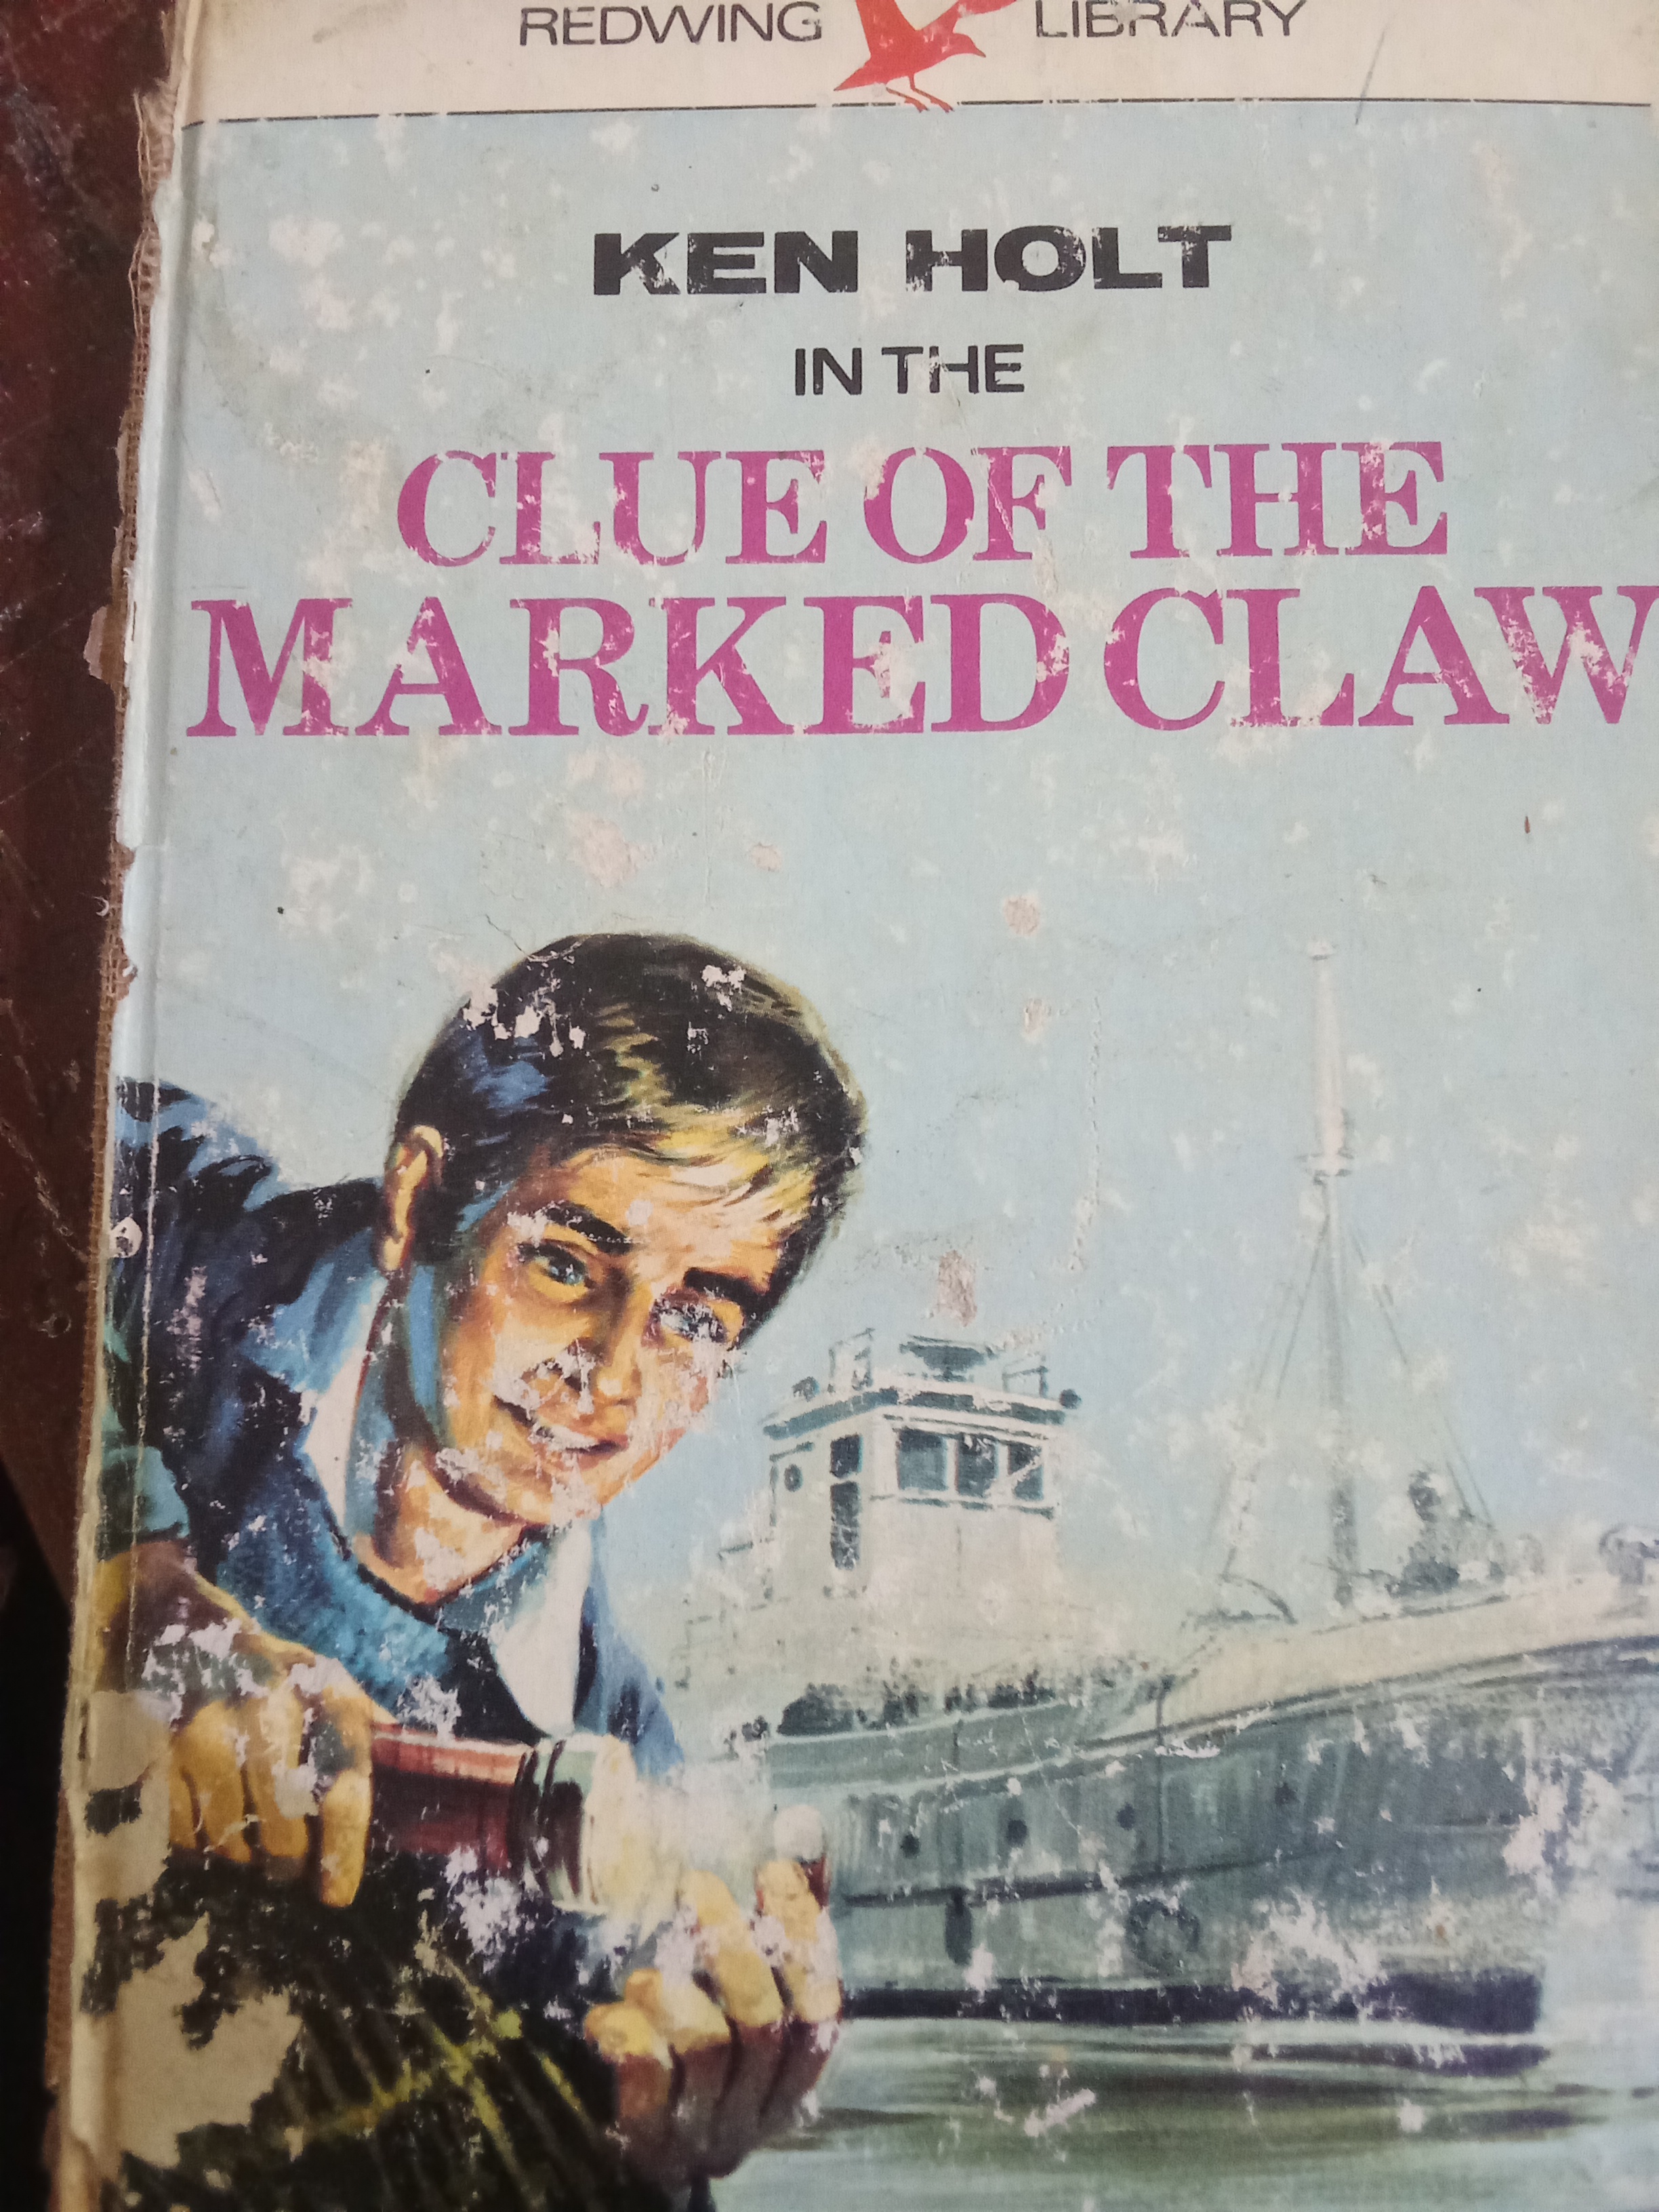 REDWING LIBRARY
KEN HOLT
IN THE
CLUE OF THE
MARKED CLAW